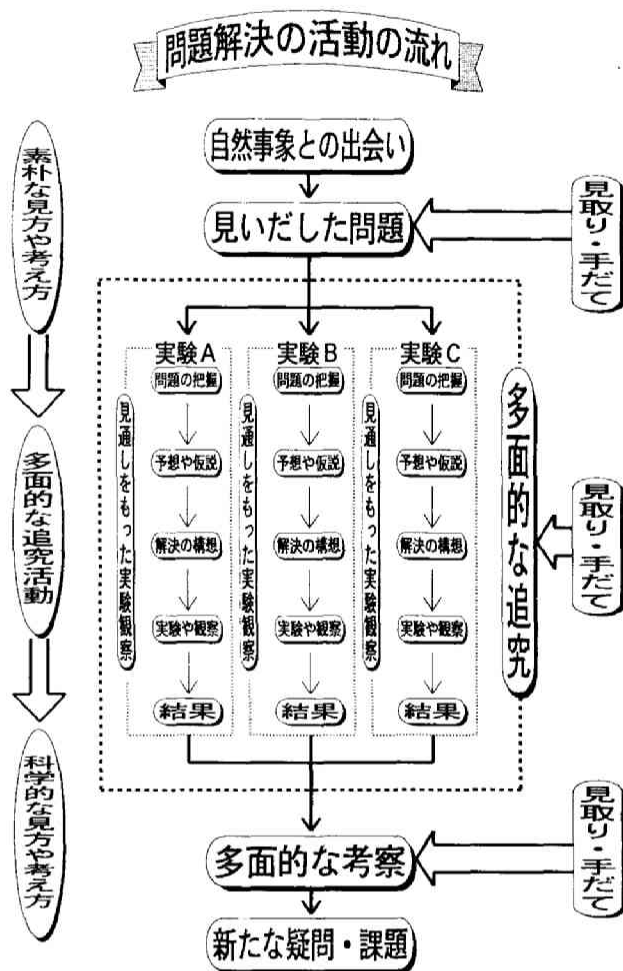 問題解決の活動の流れ
自然事象との出会い
見いだした問題
見取り・手だて
素朴な見方や考え方
多面的な追究活動
科学的な見方や考え方
実験A
問題の把握
予想や仮説
解決の構想
実験や観察
結果
見通しをもった実験観察
実験B
問題の把握
予想や仮説
解決の構想
実験や観察
結果
見通しをもった実験観察
実験C
問題の把握
予想や仮説
解決の構想
実験や観察
結果
見通しをもった実験観察
多面的な追究
見取り・手だて
多面的な考察
見取り・手だて
新たな疑問・課題